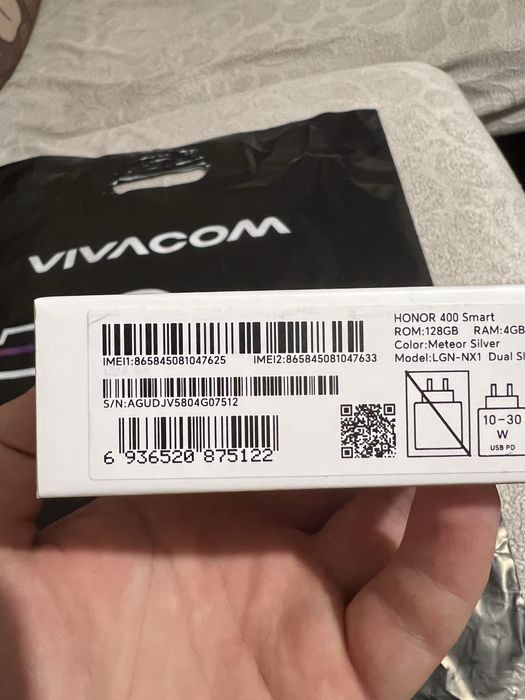 VIVACOM
HONOR 400 Smart
ROM:128GB RAM:4GB
Color:Meteor Silver
Model:LGN-NX1 Dual SI
IMEI1:865845081047625 IMEI2:865845081047633
S/N:AGUDJV5804G07512
6 936520 875122
10-30
W
USB PD